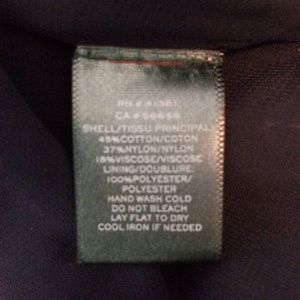 RN # 41381
CA # 56656
SHELL/TISSU PRINCIPAL:
45%COTTON/COTON
37%NYLON/NYLON
18%VISCOSE/VISCOSE
LINING/DOUBLURE:
100%POLYESTER/
POLYESTER
HAND WASH COLD
DO NOT BLEACH
LAY FLAT TO DRY
COOL IRON IF NEEDED